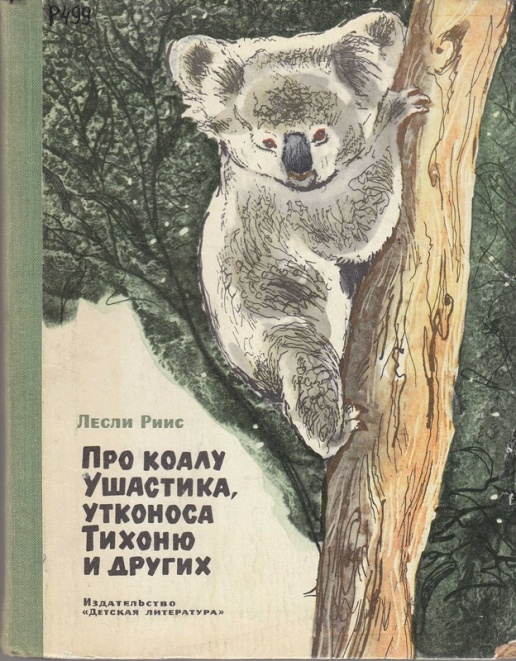 Р499
Лесли Риис
Про коалу
Ушастика,
утконоса
Тихоню
и других
Издательство
«Детская литература»